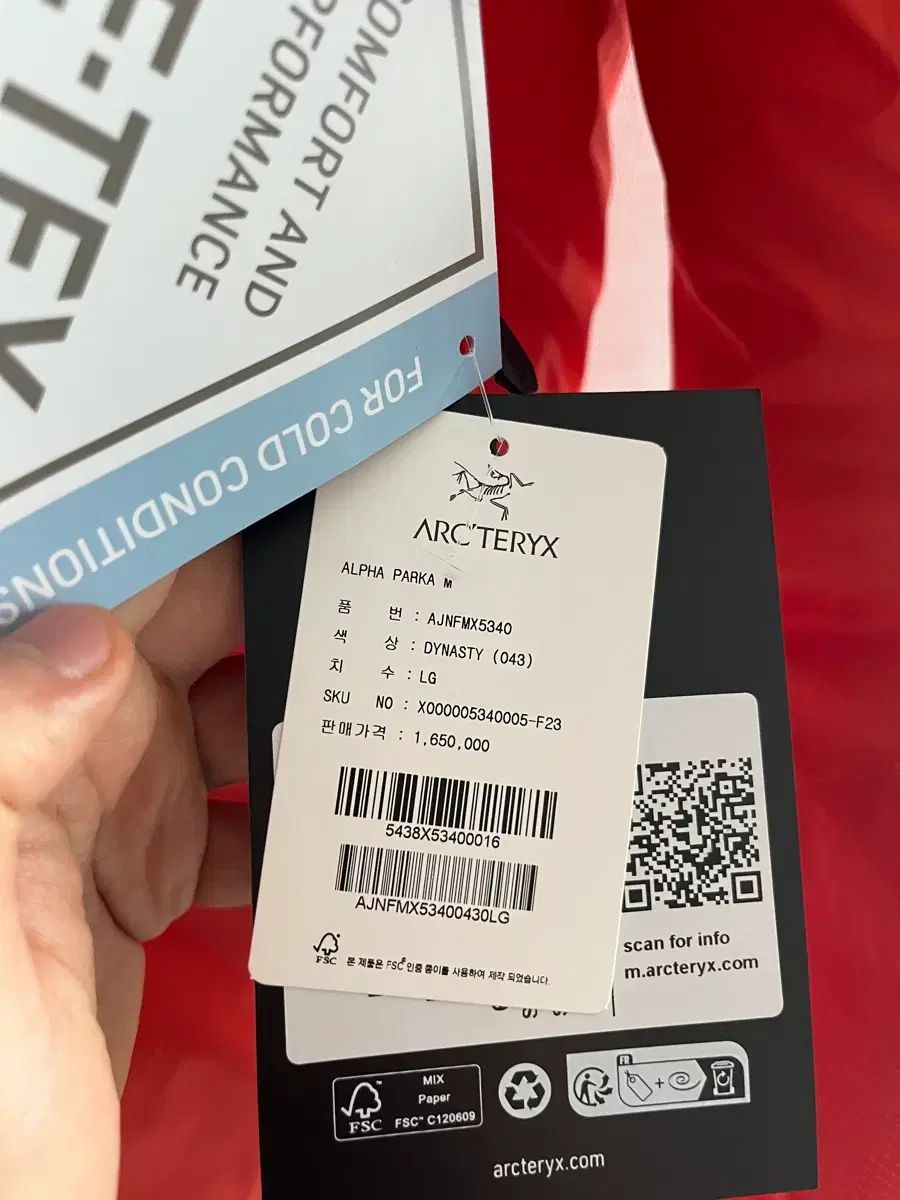 COMFORT AND
PERFORMANCE
FOR COLD CONDITIONS
ARC'TERYX
ALPHA PARKA M
품 번 : AJNFMX5340
색 상 : DYNASTY (043)
치 수 : LG
SKU NO : X000005340005-F23
판매가격 : 1,650,000
5438X53400016
AJNFMX53400430LG
FSC 본 제품은 FSC® 인증 종이를 사용하여 제작 되었습니다.
scan for info
m.arcteryx.com
FSC™
MIX
Paper
FSC™ C120609
FR
+
arcteryx.com